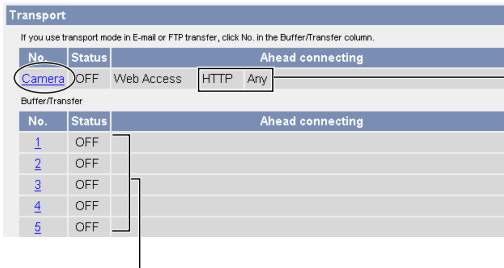 Transport
If you use transport mode in E-mail or FTP transfer, click No. in the Buffer/Transfer column.
No. Status Ahead connecting
Camera OFF Web Access HTTP Any
Buffer/Transfer
No. Status Ahead connecting
1 OFF
2 OFF
3 OFF
4 OFF
5 OFF